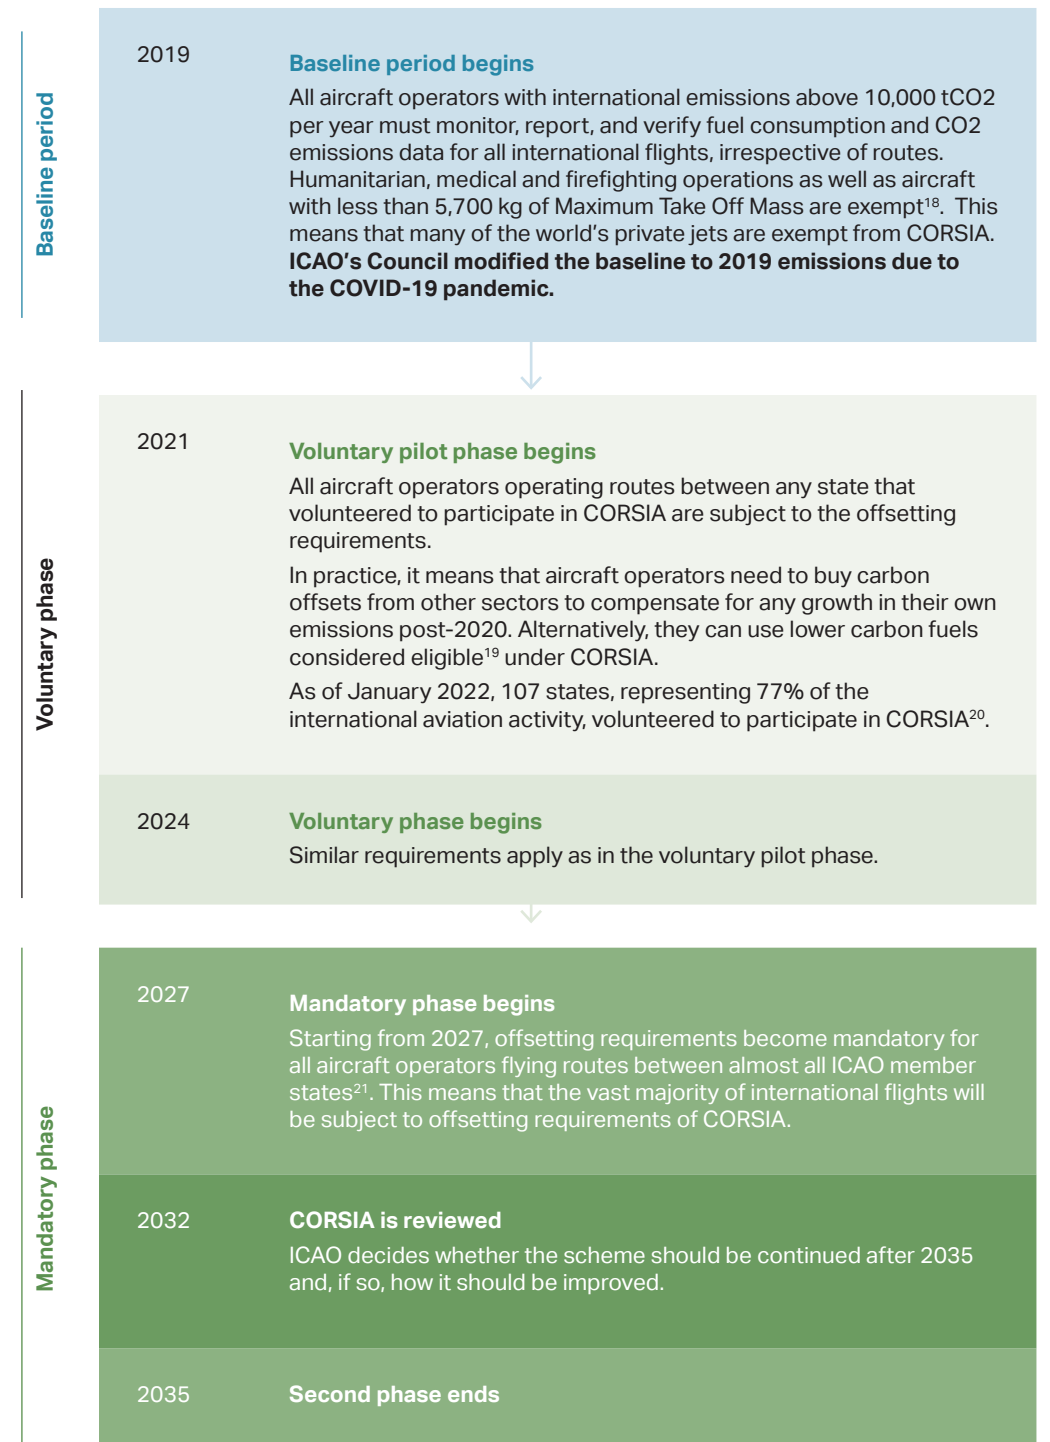 Baseline period
2019
Baseline period begins
All aircraft operators with international emissions above 10,000 tCO2
per year must monitor, report, and verify fuel consumption and CO2
emissions data for all international flights, irrespective of routes.
Humanitarian, medical and firefighting operations as well as aircraft
with less than 5,700 kg of Maximum Take Off Mass are exempt¹⁸. This
means that many of the world's private jets are exempt from CORSIA.
ICAO's Council modified the baseline to 2019 emissions due to
the COVID-19 pandemic.
Voluntary phase
2021
Voluntary pilot phase begins
All aircraft operators operating routes between any state that
volunteered to participate in CORSIA are subject to the offsetting
requirements.
In practice, it means that aircraft operators need to buy carbon
offsets from other sectors to compensate for any growth in their own
emissions post-2020. Alternatively, they can use lower carbon fuels
considered eligible¹⁹ under CORSIA.
As of January 2022, 107 states, representing 77% of the
international aviation activity, volunteered to participate in CORSIA²⁰.
2024
Voluntary phase begins
Similar requirements apply as in the voluntary pilot phase.
Mandatory phase
2027
Mandatory phase begins
Starting from 2027, offsetting requirements become mandatory for
all aircraft operators flying routes between almost all ICAO member
states²¹. This means that the vast majority of international flights will
be subject to offsetting requirements of CORSIA.
2032
CORSIA is reviewed
ICAO decides whether the scheme should be continued after 2035
and, if so, how it should be improved.
2035
Second phase ends